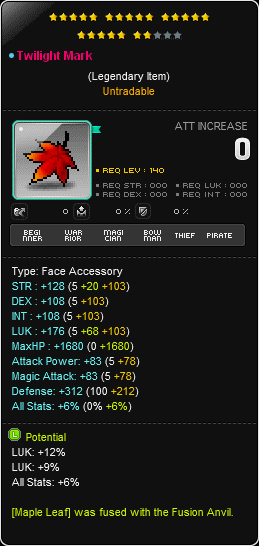 Twilight Mark
(Legendary Item)
Untradable
ATT INCREASE
0
REQ LEV : 140
REQ STR : 000 REQ LUK : 000
REQ DEX : 000 REQ INT : 000
0 0 % 0 %
BEGINNER WARRIOR MAGICIAN BOWMAN THIEF PIRATE
Type: Face Accessory
STR : +128 (5 +20 +103)
DEX : +108 (5 +103)
INT : +108 (5 +103)
LUK : +176 (5 +68 +103)
MaxHP : +1680 (0 +1680)
Attack Power: +83 (5 +78)
Magic Attack: +83 (5 +78)
Defense: +312 (100 +212)
All Stats: +6% (0% +6%)
L Potential
LUK: +12%
LUK: +9%
All Stats: +6%
[Maple Leaf] was fused with the Fusion Anvil.